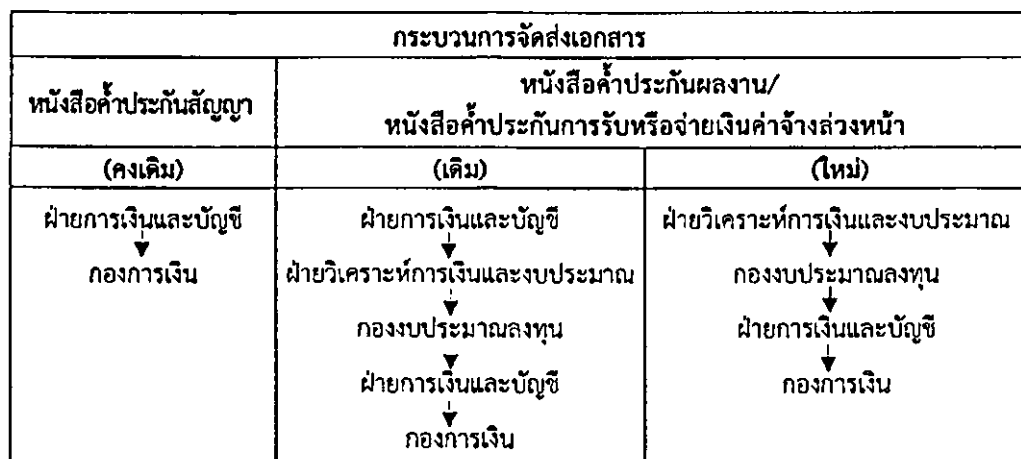 กระบวนการจัดส่งเอกสาร
หนังสือค้ำประกันสัญญา
หนังสือค้ำประกันผลงาน/
หนังสือค้ำประกันการรับหรือจ่ายเงินค่าจ้างล่วงหน้า
(คงเดิม)
(เดิม)
(ใหม่)
ฝ่ายการเงินและบัญชี
กองการเงิน
ฝ่ายการเงินและบัญชี
ฝ่ายวิเคราะห์การเงินและงบประมาณ
กองงบประมาณลงทุน
ฝ่ายการเงินและบัญชี
กองการเงิน
ฝ่ายวิเคราะห์การเงินและงบประมาณ
กองงบประมาณลงทุน
ฝ่ายการเงินและบัญชี
กองการเงิน